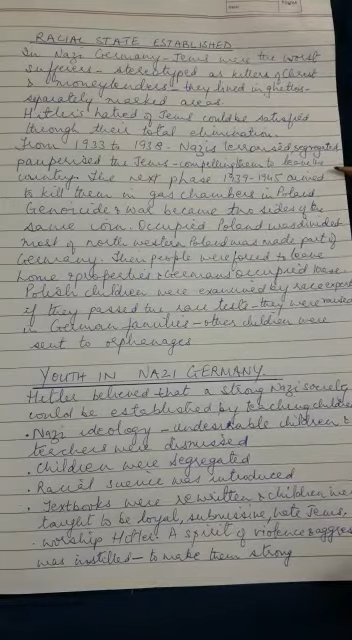 RACIAL STATE ESTABLISHED
In Nazi Germany - Jews were the worst
sufferers - stereotyped as killers of Christ
& moneylenders - they lived in ghettos -
separately marked areas.
Hitler's hatred of Jews could be satisfied
through their total elimination.
From 1933 to 1938 - Nazis terrorised, segregated
pauperised the Jews - compelling them to leave
country. The next phase 1939-1945 aimed
to kill them in gas chambers in Poland
Genocide & war became two sides of the
same coin. Occupied Poland was divided
most of north western Poland was made part of
Germany. Then people were forced to leave
home & properties & Germans occupied
Polish children were examined by race expert
if they passed the race tests - they were raised
in German families - other children were
sent to orphanages
YOUTH IN NAZI GERMANY
Hitler believed that a strong Nazi society
could be established by teaching children
• Nazi ideology - undesirable children &
teachers were dismissed
• children were segregated
• Racial science was introduced
• Textbooks were rewritten & children were
taught to be loyal, submissive, hate Jews,
• worship Hitler. A spirit of violence & aggres
was instilled - to make them strong